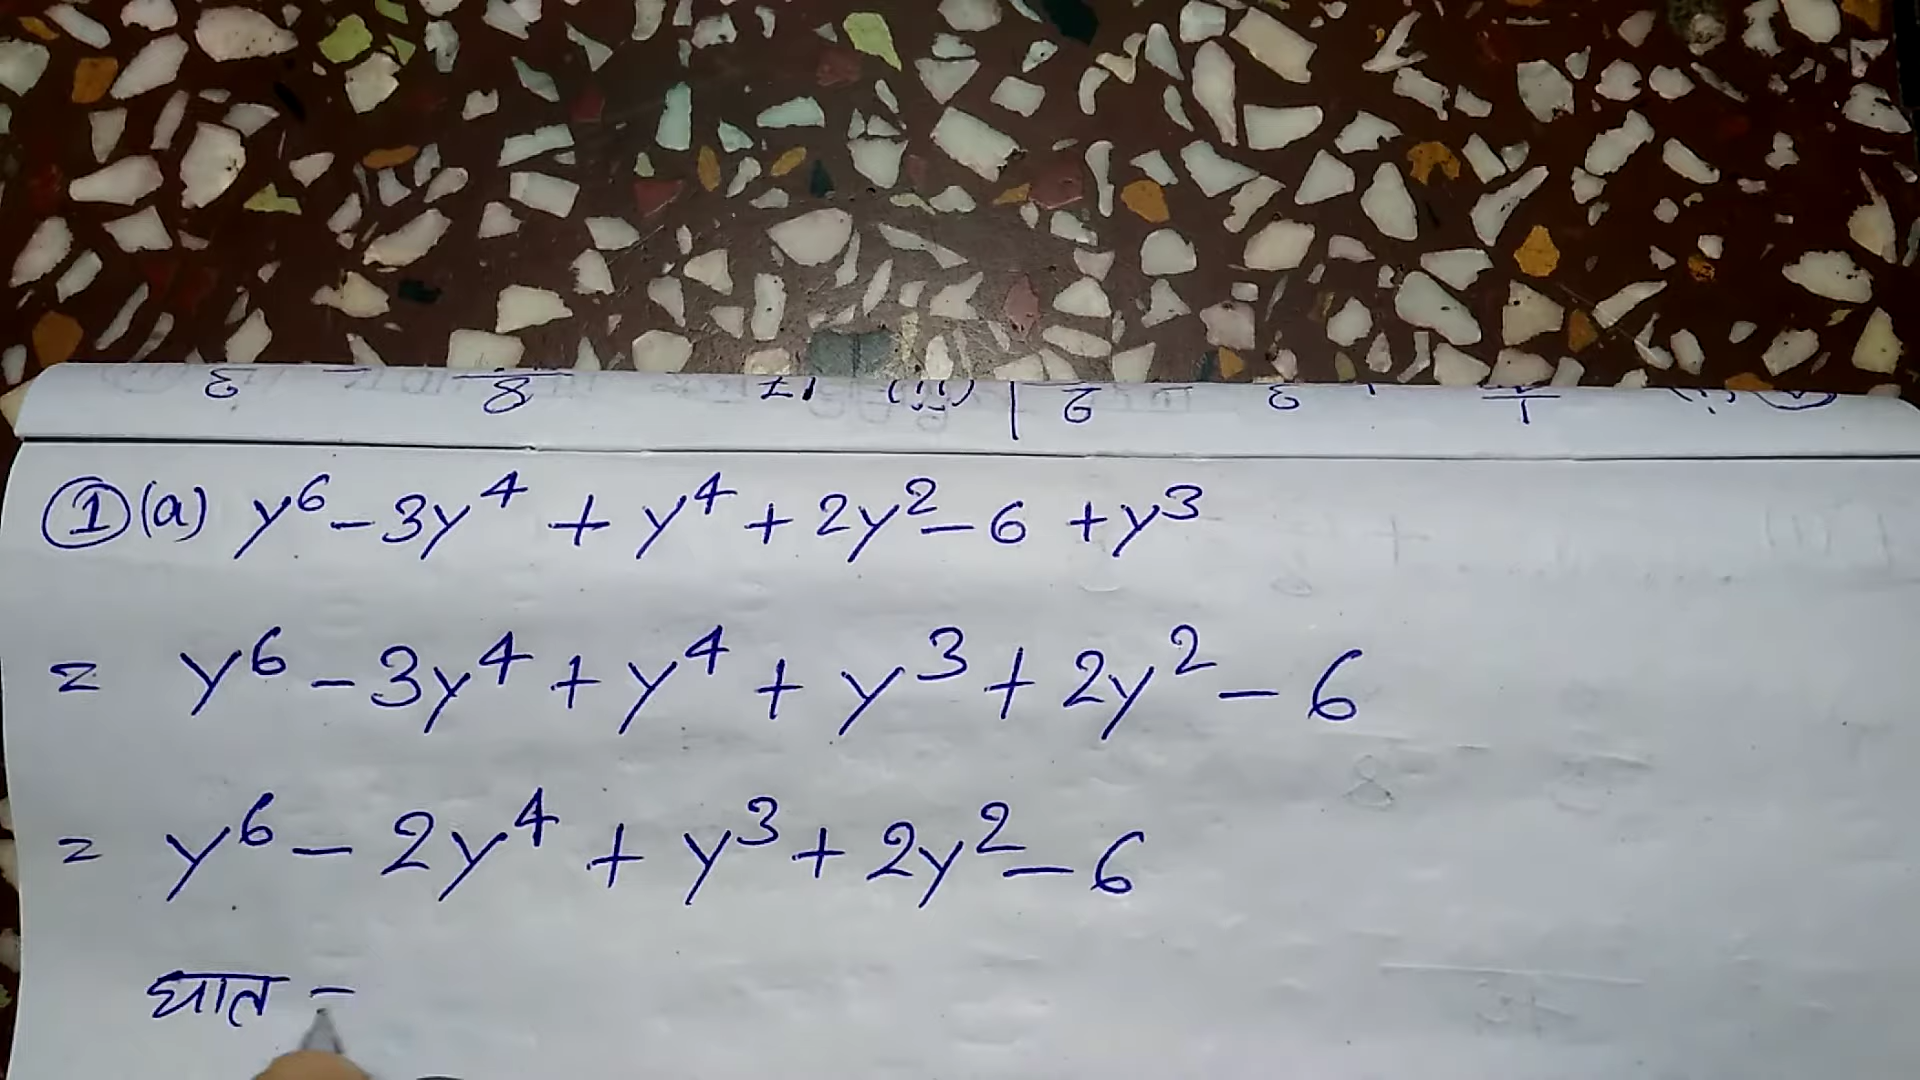 ① (a) y⁶ - 3y⁴ + y⁴ + 2y² - 6 + y³
= y⁶ - 3y⁴ + y⁴ + y³ + 2y² - 6
= y⁶ - 2y⁴ + y³ + 2y² - 6
घात =